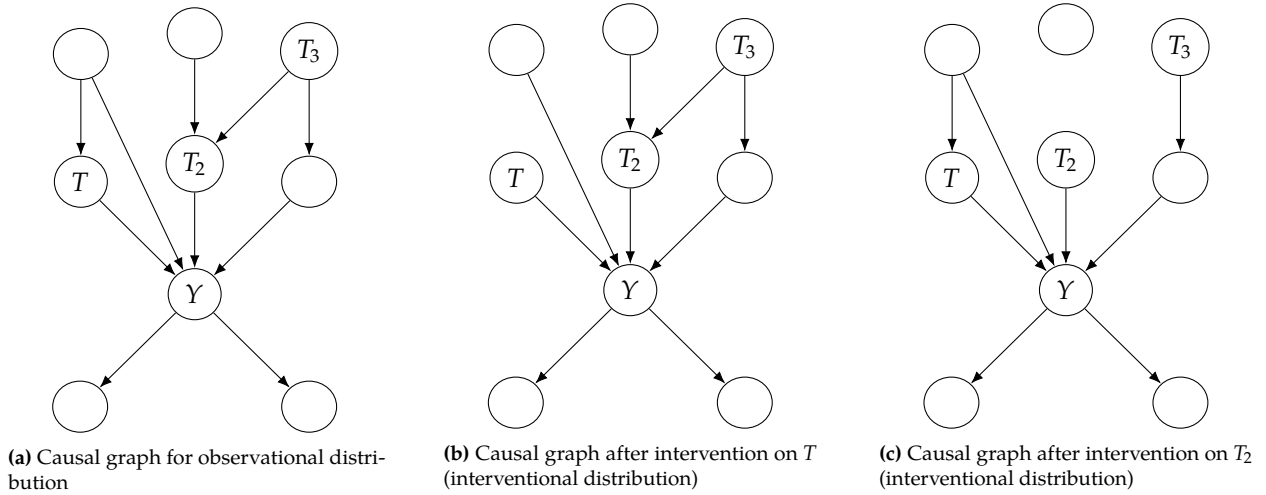 T₃
T
T₂
Y
(a) Causal graph for observational distri-
bution
T₃
T
T₂
Y
(b) Causal graph after intervention on T
(interventional distribution)
T₃
T
T₂
Y
(c) Causal graph after intervention on T₂
(interventional distribution)